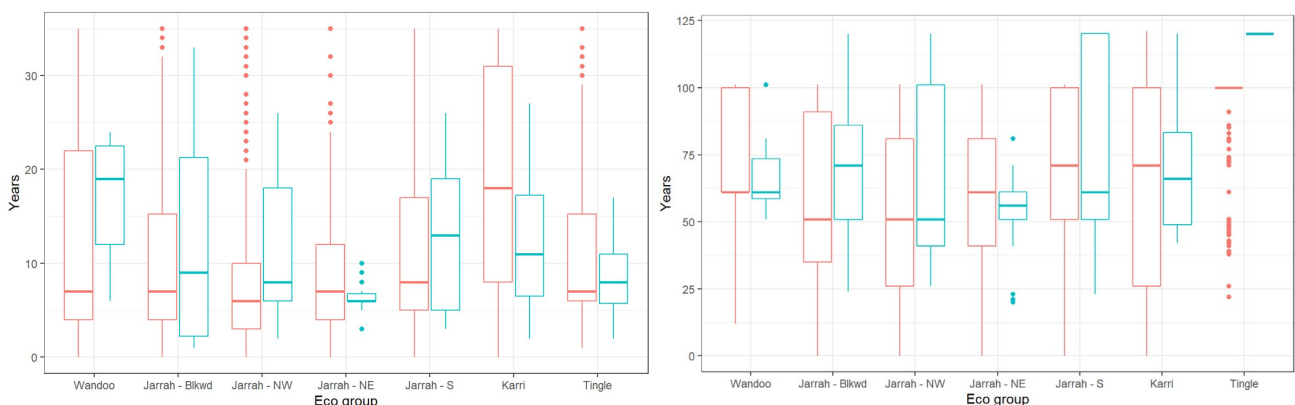 Years
30
20
10
0
Wandoo
Jarrah - Blkwd
Jarrah - NW
Jarrah - NE
Jarrah - S
Karri
Tingle
Eco group
Years
125
100
75
50
25
0
Wandoo
Jarrah - Blkwd
Jarrah - NW
Jarrah - NE
Jarrah - S
Karri
Tingle
Eco group